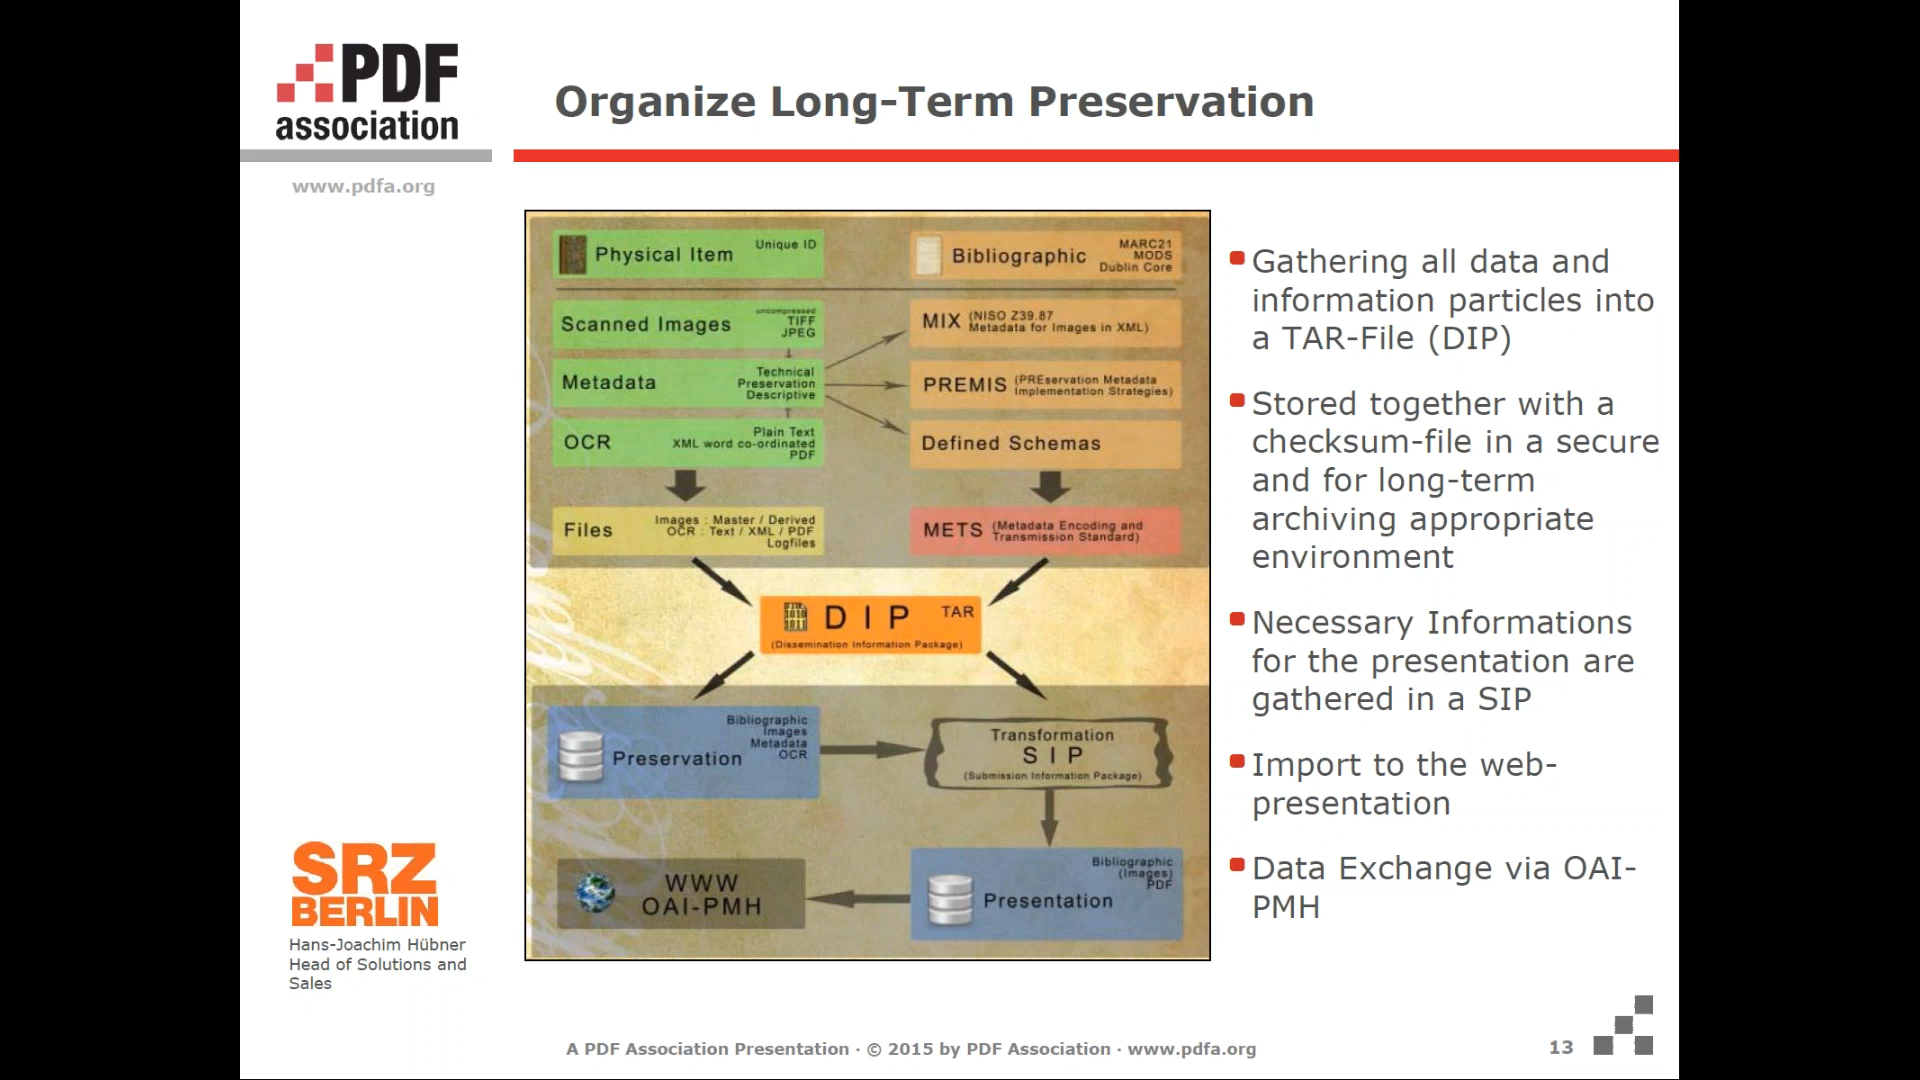 PDF
association
www.pdfa.org
Organize Long-Term Preservation
Physical Item
Unique ID
Bibliographic
MARC21
MODS
Dublin Core
Scanned Images
uncompressed
TIFF
JPEG
MIX (NISO Z39.87
Metadata for Images in XML)
Metadata
Technical
Preservation
Descriptive
PREMIS (PREservation Metadata
Implementation Strategies)
OCR
Plain Text
XML word co-ordinated
PDF
Defined Schemas
Files
Images : Master / Derived
OCR : Text / XML / PDF
Logfiles
METS (Metadata Encoding and
Transmission Standard)
1010
1011
DIP
TAR
(Dissemination Information Package)
Preservation
Bibliographic
Images
Metadata
OCR
Transformation
SIP
(Submission Information Package)
WWW
OAI-PMH
Presentation
Bibliographic
(Images)
PDF
Gathering all data and
information particles into
a TAR-File (DIP)
Stored together with a
checksum-file in a secure
and for long-term
archiving appropriate
environment
Necessary Informations
for the presentation are
gathered in a SIP
Import to the web-
presentation
Data Exchange via OAI-
PMH
SRZ
BERLIN
Hans-Joachim Hübner
Head of Solutions and
Sales
A PDF Association Presentation · © 2015 by PDF Association · www.pdfa.org
13